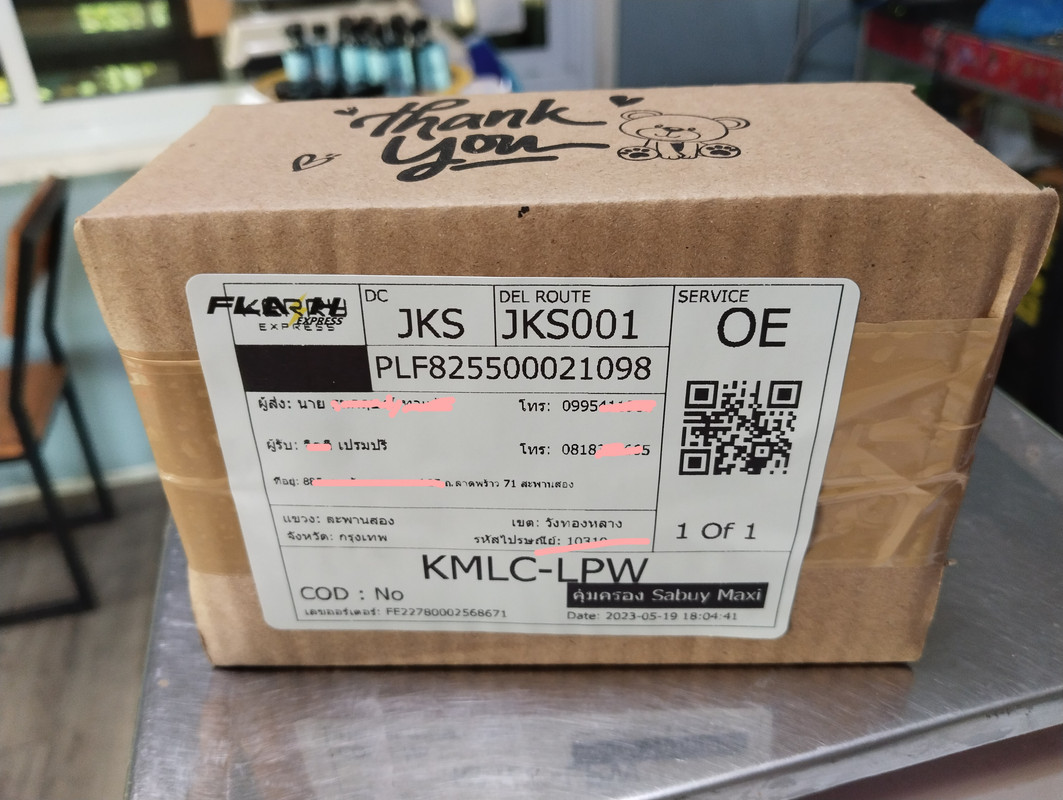 Thank
you
EXPRESS
EXPRESS
DC
JKS
DEL ROUTE
JKS001
SERVICE
OE
PLF825500021098
ผู้ส่ง: นาย
โทร: 0995
ผู้รับ: เปรมปรี
โทร: 0818
ที่อยู่: ถ.ลาดพร้าว 71 สะพานสอง
แขวง: สะพานสอง
เขต: วังทองหลาง
จังหวัด: กรุงเทพ
รหัสไปรษณีย์: 10310
1 Of 1
KMLC-LPW
COD : No
คุ้มครอง Sabuy Maxi
เลขออร์เดอร์: FE22780002568671
Date: 2023-05-19 18:04:41